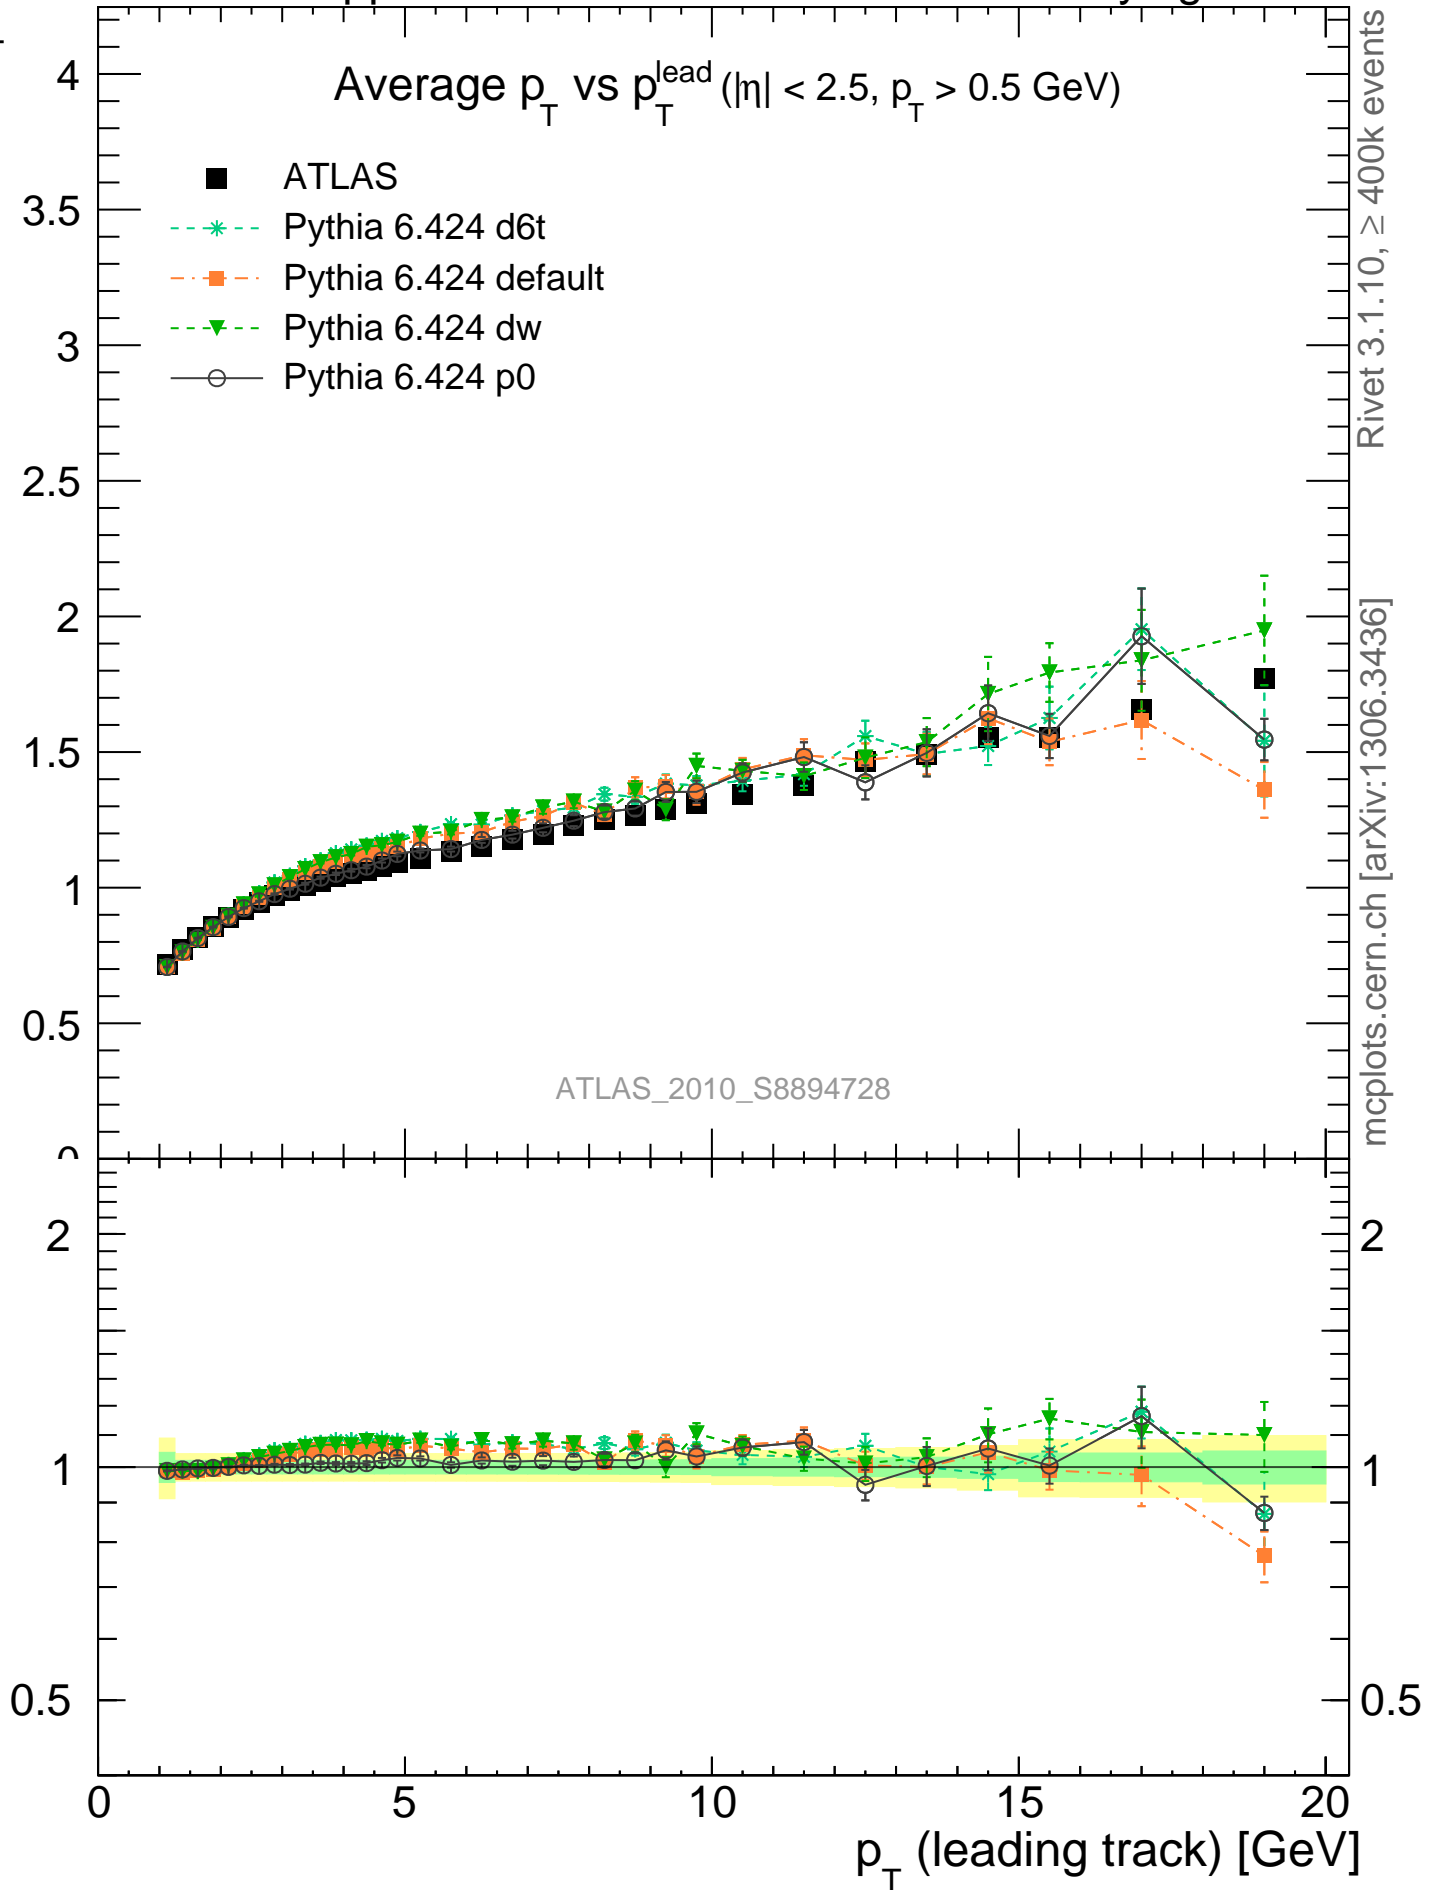 Average p_T vs p_T^lead (|η| < 2.5, p_T > 0.5 GeV)
ATLAS
Pythia 6.424 d6t
Pythia 6.424 default
Pythia 6.424 dw
Pythia 6.424 p0
4
3.5
3
2.5
2
1.5
1
0.5
0
ATLAS_2010_S8894728
Rivet 3.1.10, ≥ 400k events
mcplots.cern.ch [arXiv:1306.3436]
2
1
0.5
2
1
0.5
0 5 10 15 20
p_T (leading track) [GeV]